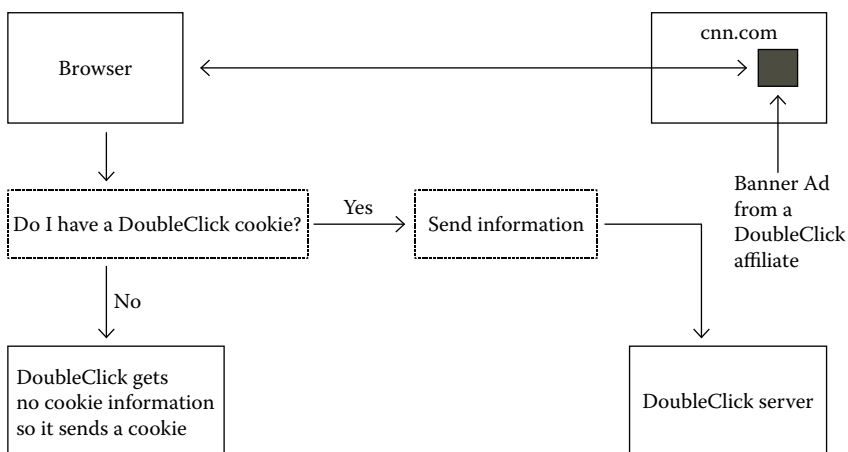 Browser
cnn.com
Banner Ad
from a
DoubleClick
affiliate
Do I have a DoubleClick cookie?
Yes
Send information
No
DoubleClick gets
no cookie information
so it sends a cookie
DoubleClick server